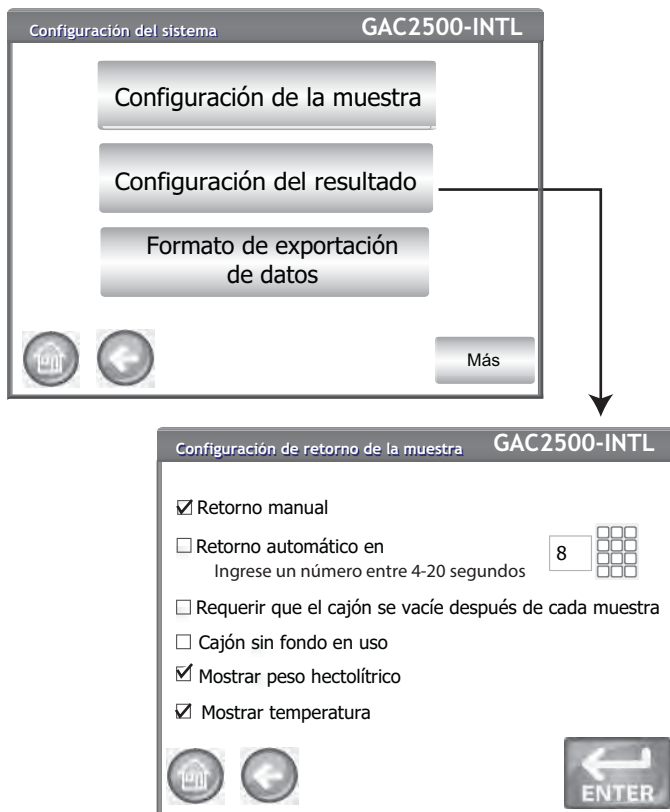 Configuración del sistema
GAC2500-INTL
Configuración de la muestra
Configuración del resultado
Formato de exportación
de datos
Más
Configuración de retorno de la muestra
GAC2500-INTL
Retorno manual
Retorno automático en
8
Ingrese un número entre 4-20 segundos
Requerir que el cajón se vacíe después de cada muestra
Cajón sin fondo en uso
Mostrar peso hectolítrico
Mostrar temperatura
ENTER